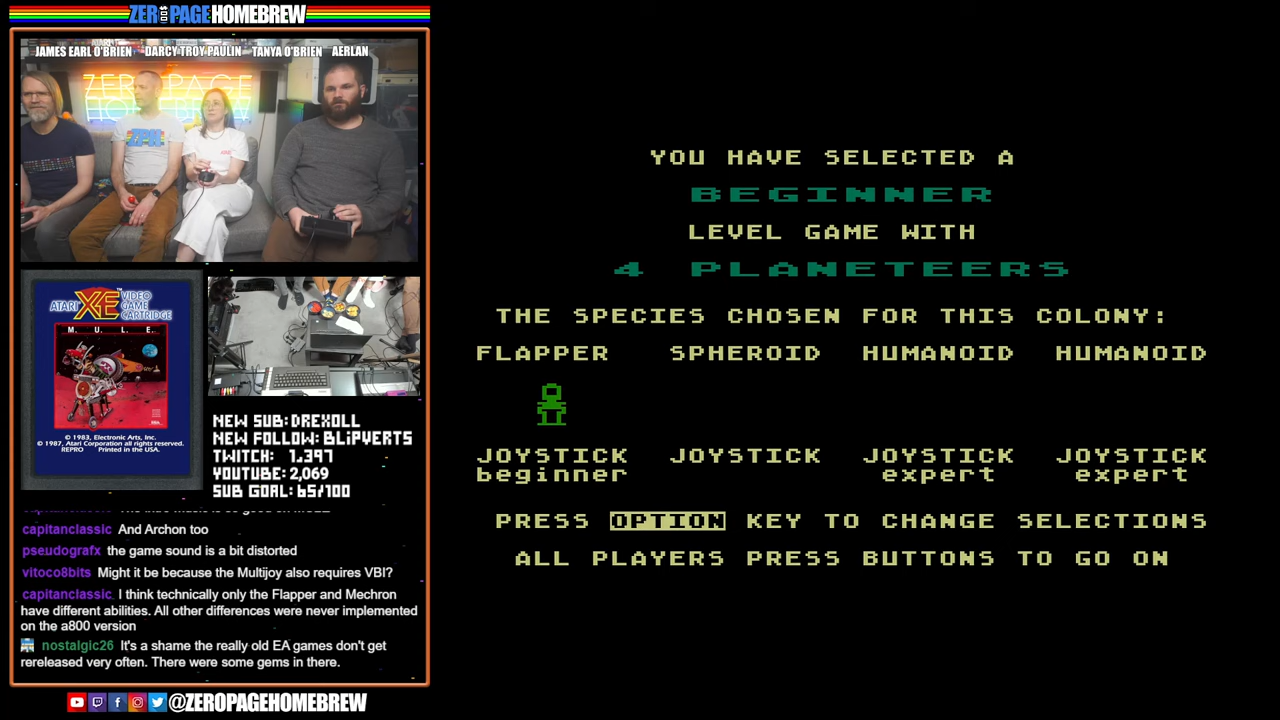 ZEROPAGEHOMEBREW
JAMES EARL O'BRIEN DARCY TROY PAULIN TANYA O'BRIEN AERLAN
ZERO PAGE
HOMEBREW
ZPH
ATARI XE VIDEO GAME CARTRIDGE
M. U. L. E.
© 1983, Electronic Arts, Inc.
© 1987, Atari Corporation all rights reserved.
REPRO Printed in the USA.
NEW SUB: DREXOLL
NEW FOLLOW: BLIPVERTS
TWITCH: 1,397
YOUTUBE: 2,069
SUB GOAL: 65/100
capitanclassic And Archon too
pseudografx the game sound is a bit distorted
vitoco8bits Might it be because the Multijoy also requires VBI?
capitanclassic I think technically only the Flapper and Mechron
have different abilities. All other differences were never implemented
on the a800 version
nostalgic26 It's a shame the really old EA games don't get
rereleased very often. There were some gems in there.
@ZEROPAGEHOMEBREW
YOU HAVE SELECTED A
BEGINNER
LEVEL GAME WITH
4 PLANETEERS
THE SPECIES CHOSEN FOR THIS COLONY:
FLAPPER SPHEROID HUMANOID HUMANOID
JOYSTICK JOYSTICK JOYSTICK JOYSTICK
beginner expert expert
PRESS OPTION KEY TO CHANGE SELECTIONS
ALL PLAYERS PRESS BUTTONS TO GO ON